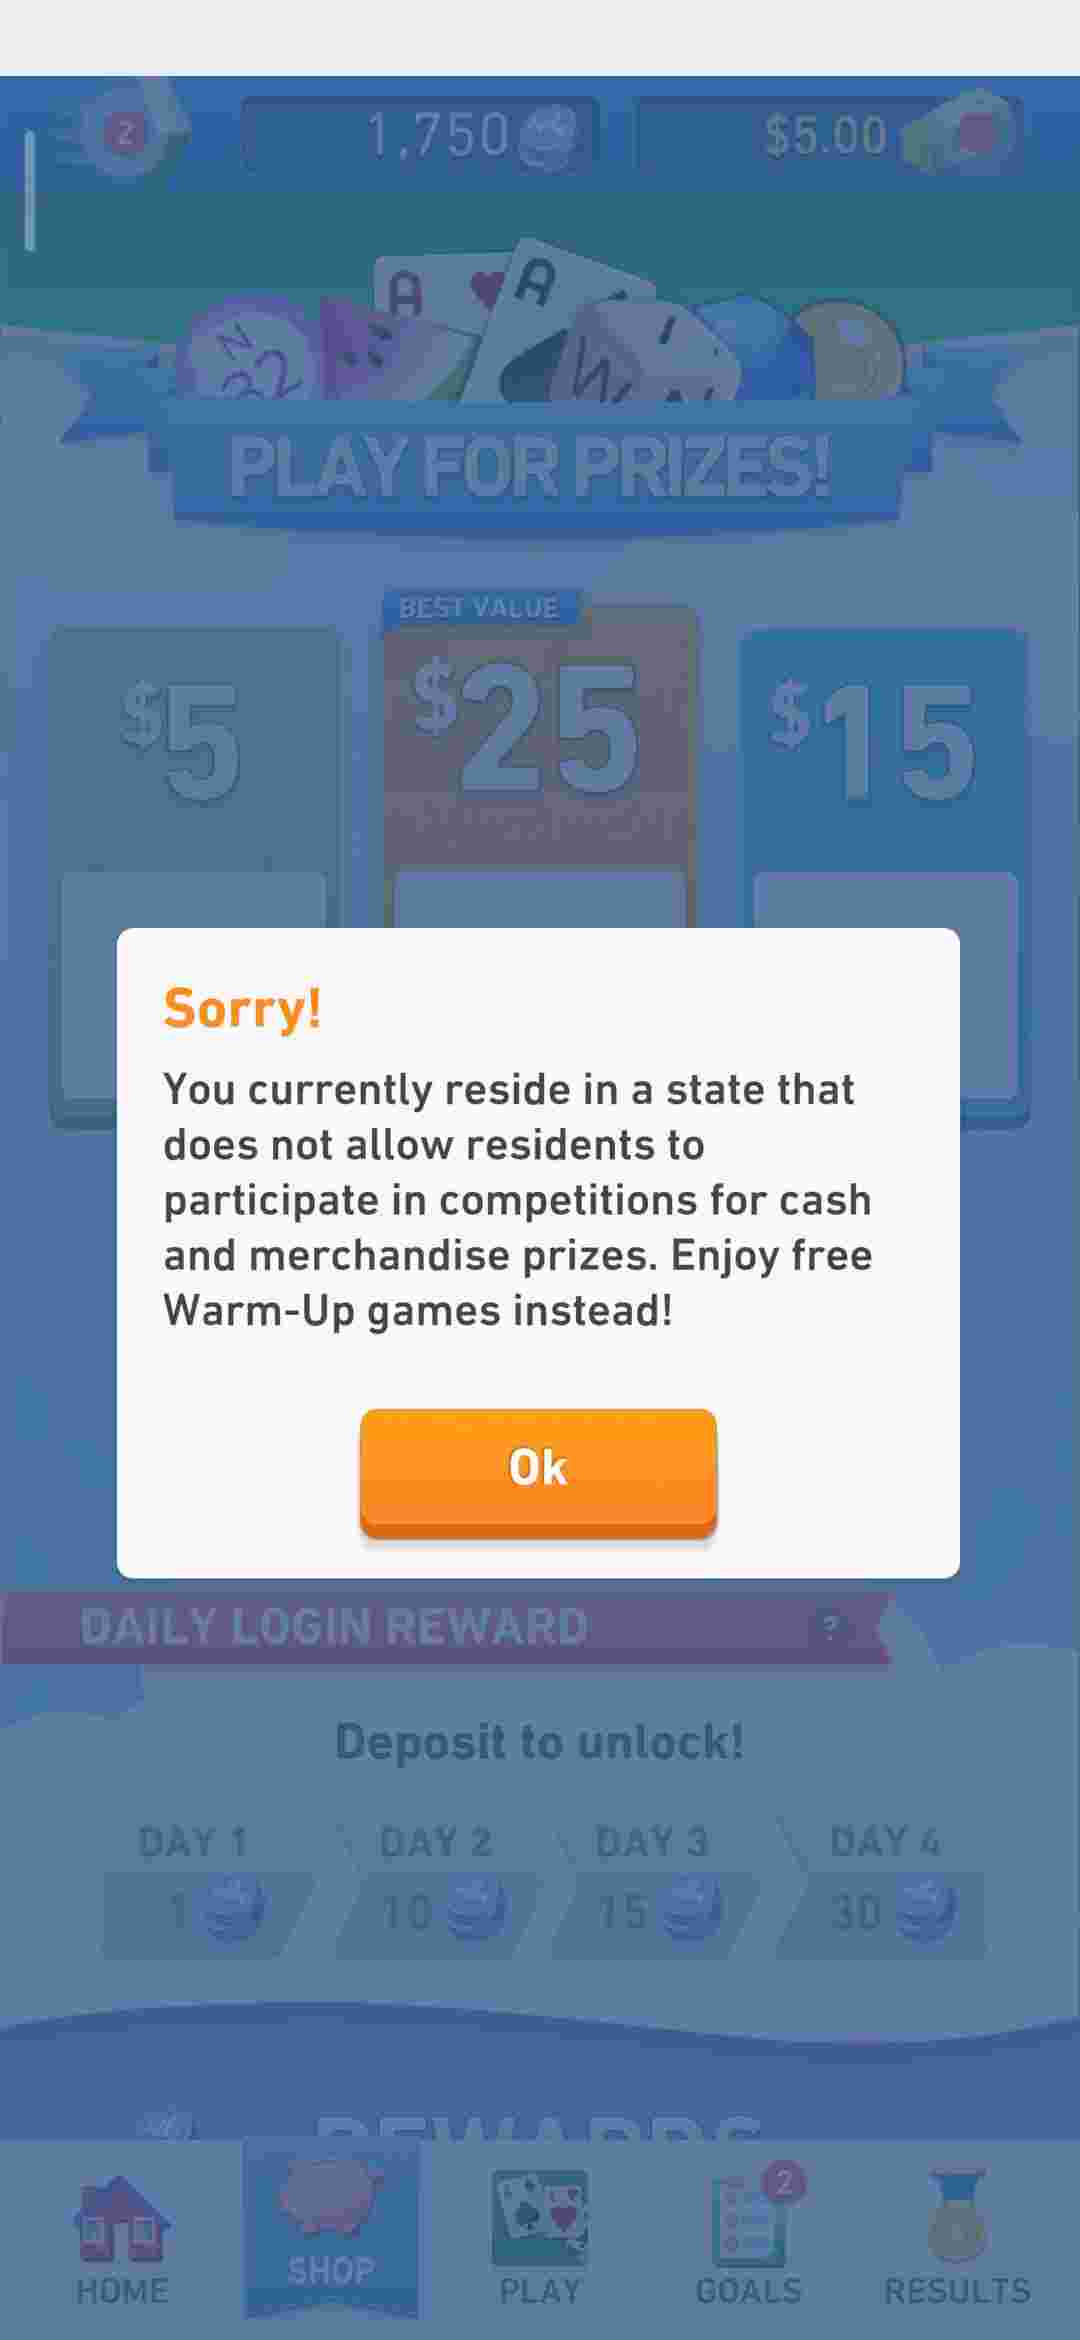 2
1,750
$5.00
A
A
N
32
W I N
PLAY FOR PRIZES!
BEST VALUE
$5
$25
$15
Sorry!
You currently reside in a state that
does not allow residents to
participate in competitions for cash
and merchandise prizes. Enjoy free
Warm-Up games instead!
Ok
DAILY LOGIN REWARD
?
Deposit to unlock!
DAY 1
DAY 2
DAY 3
DAY 4
1
10
15
30
REWARDS
2
HOME
SHOP
PLAY
GOALS
RESULTS